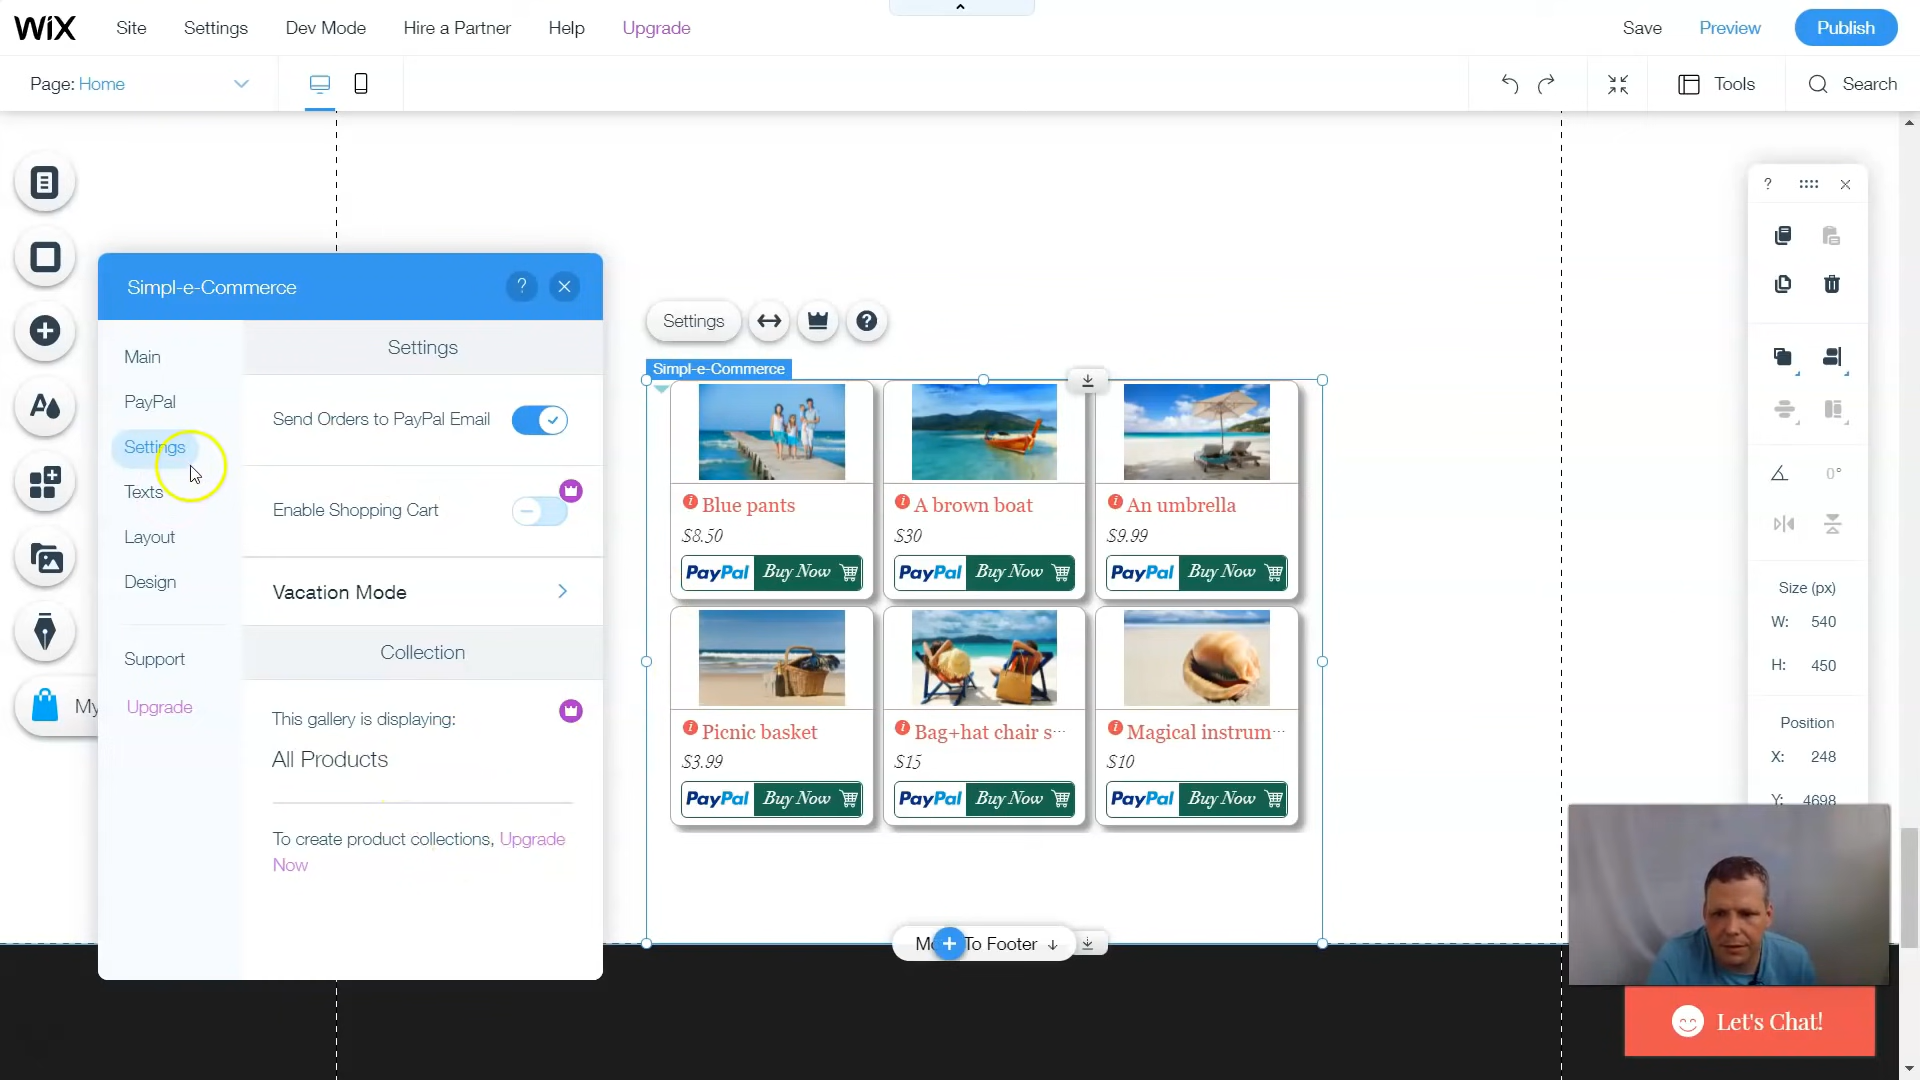 WiX Site Settings Dev Mode Hire a Partner Help Upgrade Save Preview Publish
Page: Home Tools Search
Simpl-e-Commerce ?
Main
PayPal
Settings
Texts
Layout
Design
Support
Upgrade
My
Settings
Send Orders to PayPal Email
Enable Shopping Cart
Vacation Mode
Collection
This gallery is displaying:
All Products
To create product collections, Upgrade
Now
Settings ?
Simpl-e-Commerce
Blue pants
$8.50
PayPal Buy Now
A brown boat
$30
PayPal Buy Now
An umbrella
$9.99
PayPal Buy Now
Picnic basket
$3.99
PayPal Buy Now
Bag+hat chair s...
$15
PayPal Buy Now
Magical instrum...
$10
PayPal Buy Now
To Footer
?
0°
Size (px)
W: 540
H: 450
Position
X: 248
Y: 4698
Let's Chat!